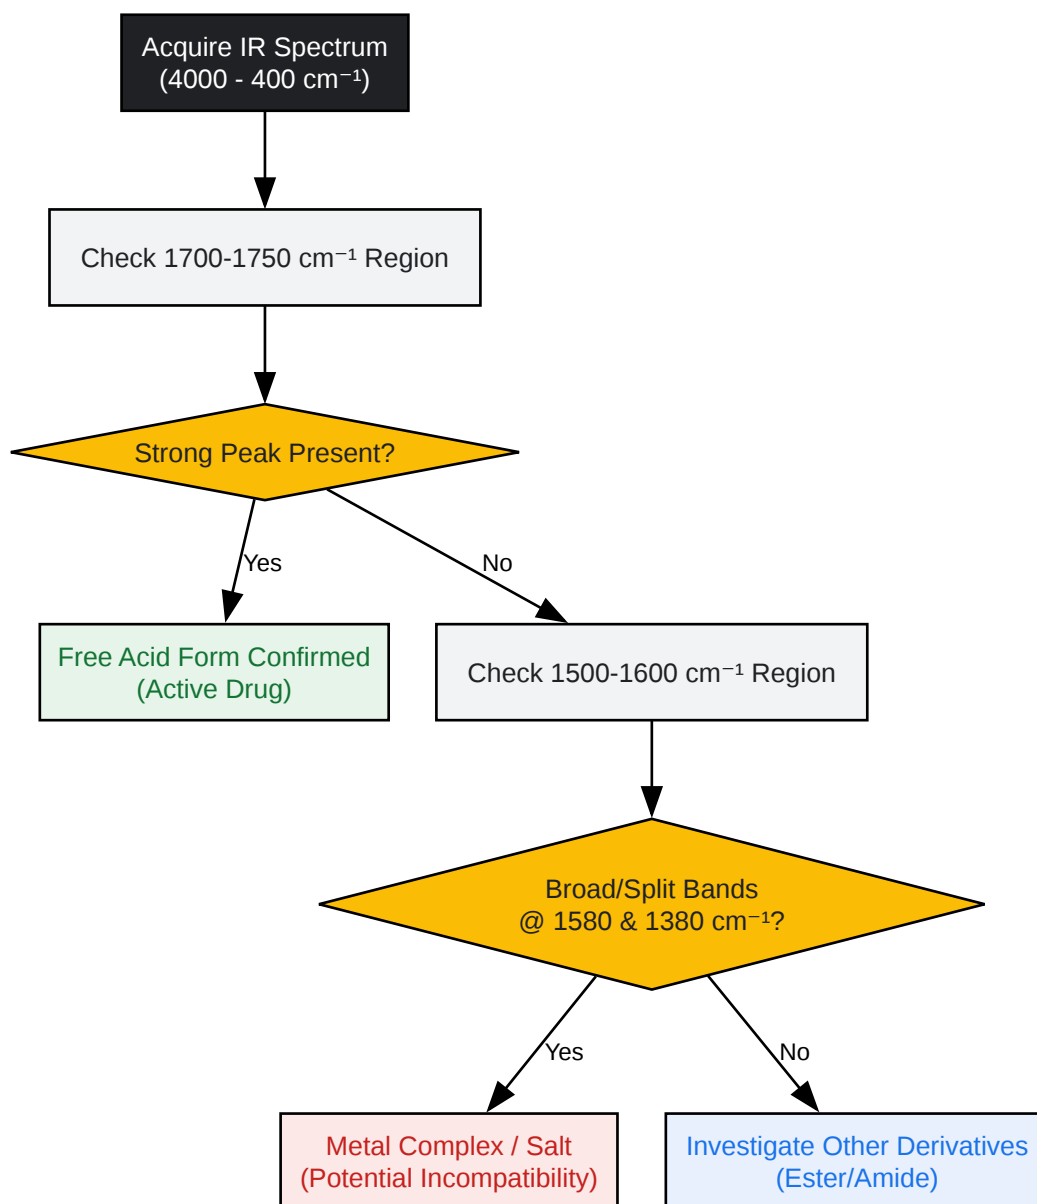 Acquire IR Spectrum
(4000 - 400 cm⁻¹)
Check 1700-1750 cm⁻¹ Region
Strong Peak Present?
Yes
No
Free Acid Form Confirmed
(Active Drug)
Check 1500-1600 cm⁻¹ Region
Broad/Split Bands
@ 1580 & 1380 cm⁻¹?
Yes
No
Metal Complex / Salt
(Potential Incompatibility)
Investigate Other Derivatives
(Ester/Amide)